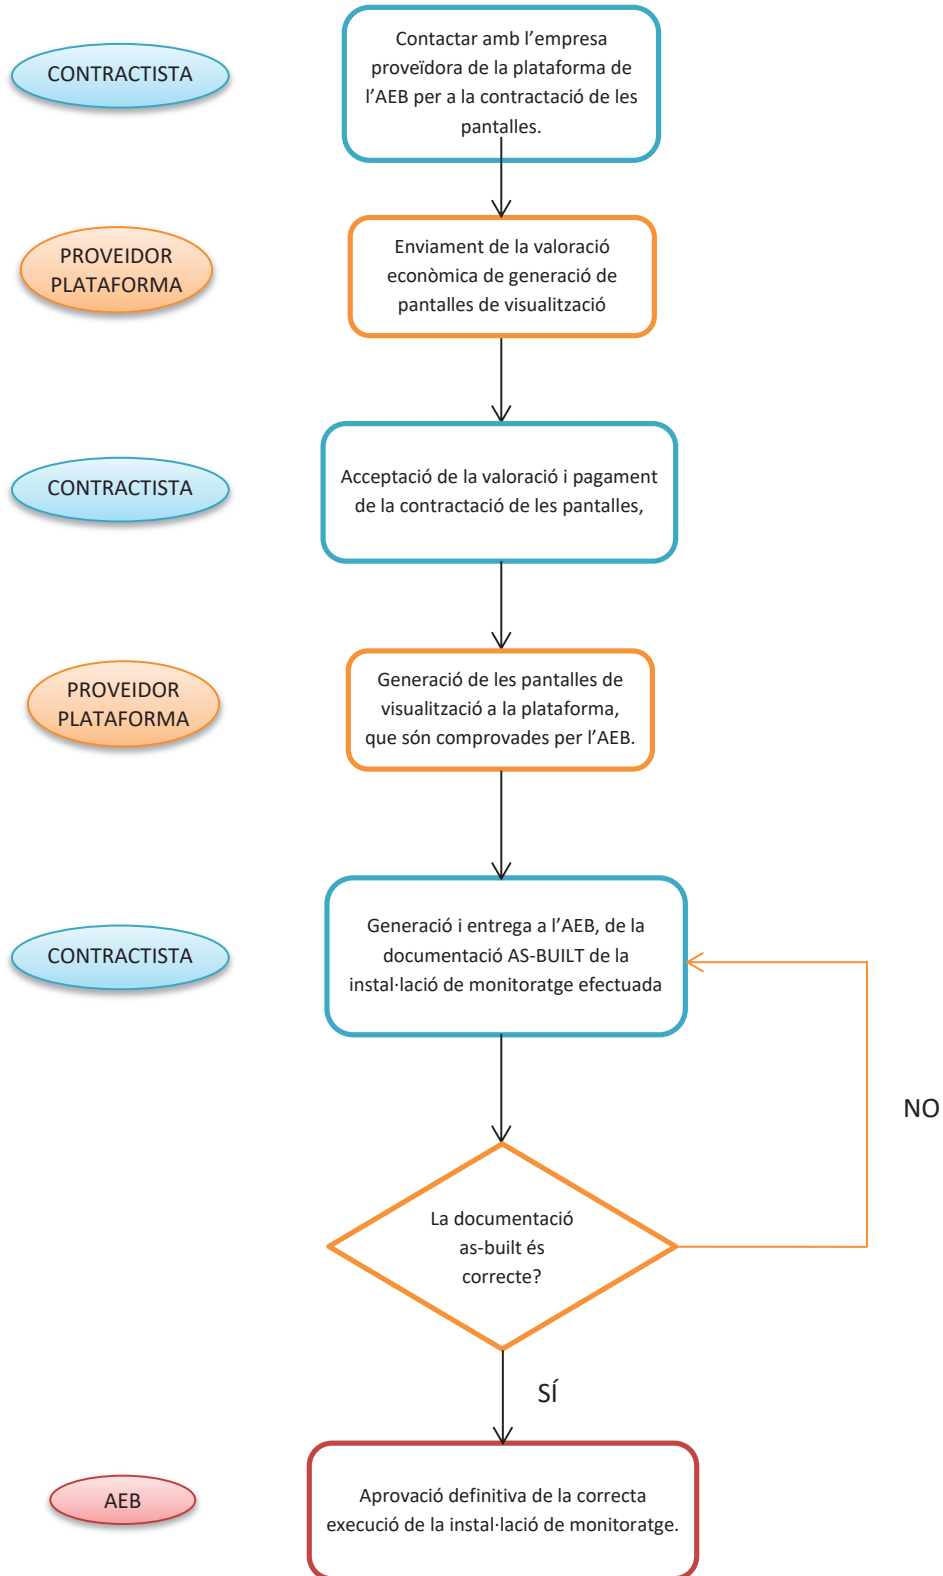 CONTRACTISTA
Contactar amb l’empresa
proveïdora de la plataforma de
l’AEB per a la contractació de les
pantalles.
PROVEIDOR
PLATAFORMA
Enviament de la valoració
econòmica de generació de
pantalles de visualització
CONTRACTISTA
Acceptació de la valoració i pagament
de la contractació de les pantalles,
PROVEIDOR
PLATAFORMA
Generació de les pantalles de
visualització a la plataforma,
que són comprovades per l’AEB.
CONTRACTISTA
Generació i entrega a l’AEB, de la
documentació AS-BUILT de la
instal·lació de monitoratge efectuada
NO
La documentació
as-built és
correcte?
SÍ
AEB
Aprovació definitiva de la correcta
execució de la instal·lació de monitoratge.